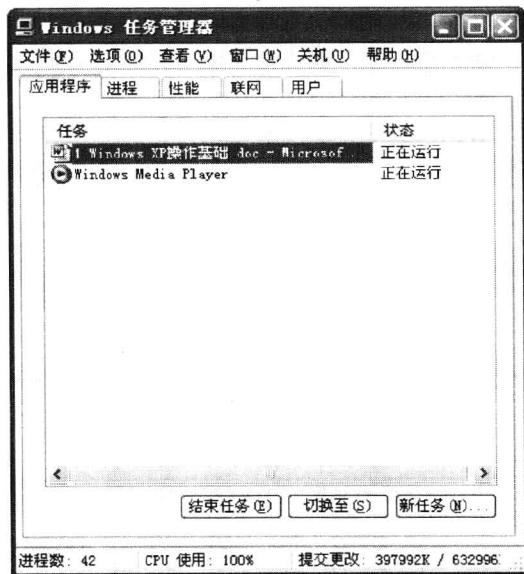 Windows 任务管理器
文件(F) 选项(O) 查看(V) 窗口(W) 关机(U) 帮助(H)
应用程序 进程 性能 联网 用户
任务 状态
1 Windows XP操作基础 doc - Microsof 正在运行
Windows Media Player 正在运行
结束任务(E) 切换至(S) 新任务(N)...
进程数: 42 CPU 使用: 100% 提交更改: 397992K / 632996